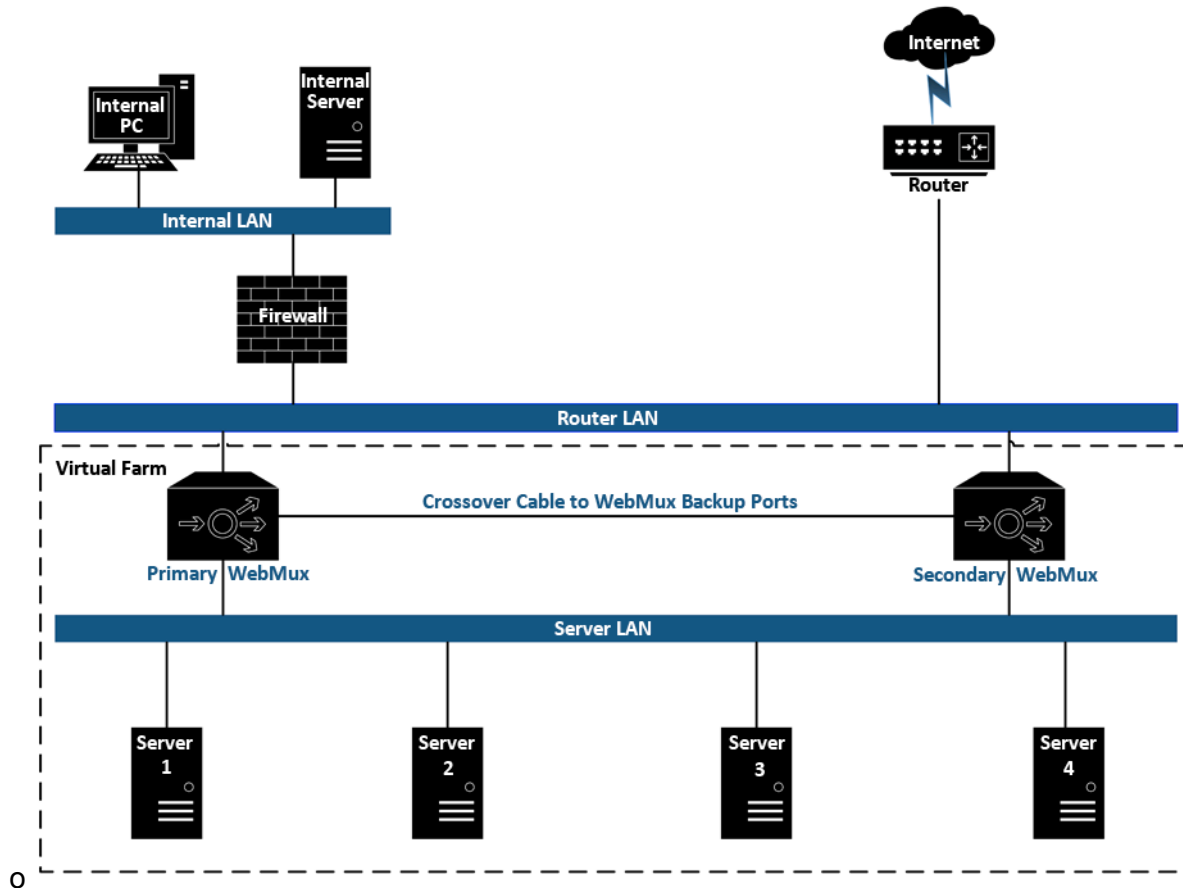 Internet
Internal
PC
Internal
Server
Router
Internal LAN
Firewall
Router LAN
Virtual Farm
Crossover Cable to WebMux Backup Ports
Primary WebMux
Secondary WebMux
Server LAN
Server
1
Server
2
Server
3
Server
4
o